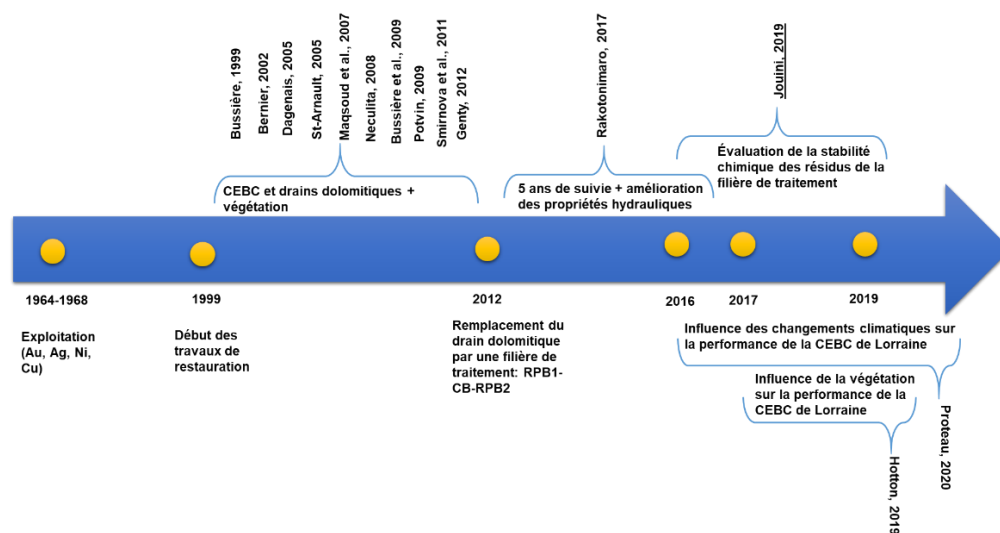 Bussière, 1999
Bernier, 2002
Dagenais, 2005
St-Arnault, 2005
Maqsoud et al., 2007
Neculita, 2008
Bussière et al., 2009
Potvin, 2009
Smirnova et al., 2011
Genty, 2012
Rakotonimaro, 2017
Jouini, 2019
CEBC et drains dolomitiques +
végétation
5 ans de suivie + amélioration
des propriétés hydrauliques
Évaluation de la stabilité
chimique des résidus de la
filière de traitement
1964-1968
1999
2012
2016
2017
2019
Exploitation
(Au, Ag, Ni,
Cu)
Début des
travaux de
restauration
Remplacement du
drain dolomitique
par une filière de
traitement: RPB1-
CB-RPB2
Influence des changements climatiques sur
la performance de la CEBC de Lorraine
Influence de la végétation
sur la performance de la
CEBC de Lorraine
Hotton, 2019
Proteau, 2020